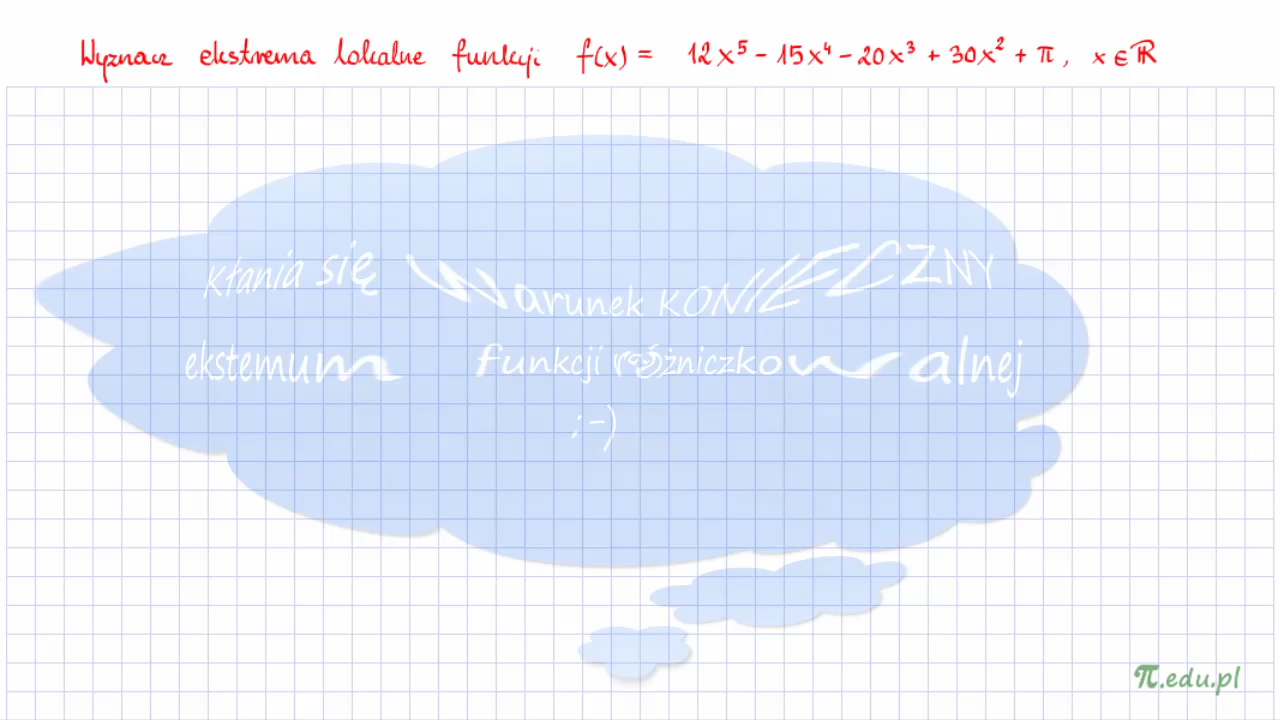 Wyznacz ekstrema lokalne funkcji f(x) = 12x⁵ - 15x⁴ - 20x³ + 30x² + π, x ∈ ℝ
Kłania się Warunek KONIECZNY
ekstemum funkcji różniczkowalnej
;-)
π.edu.pl